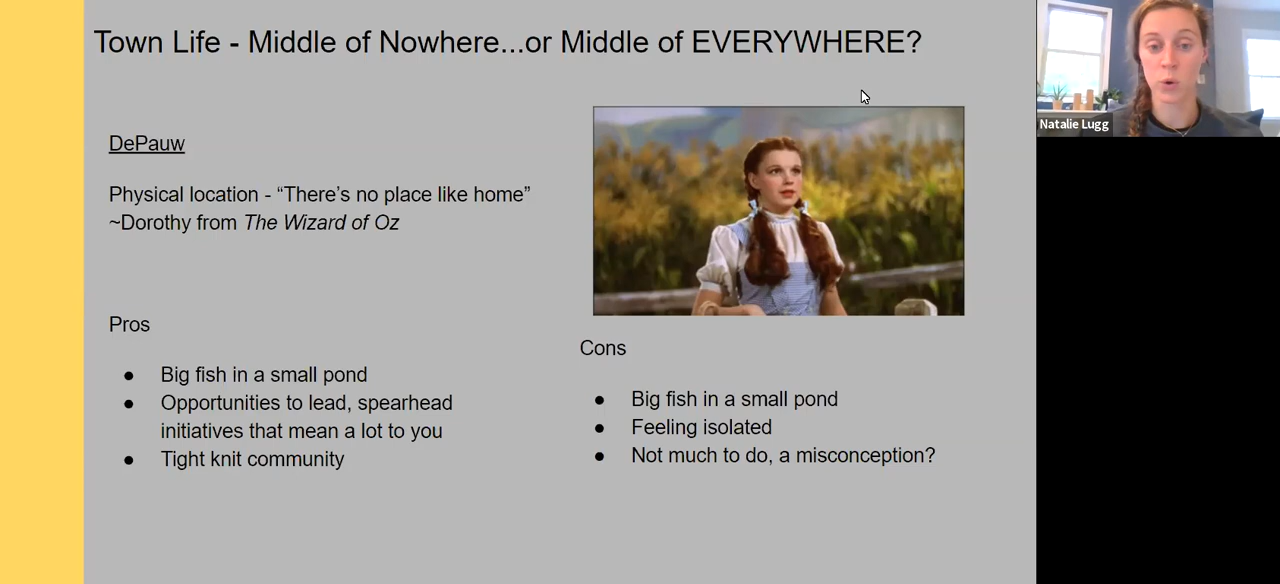 Town Life - Middle of Nowhere...or Middle of EVERYWHERE?
Natalie Lugg
DePauw
Physical location - “There’s no place like home”
~Dorothy from The Wizard of Oz
Pros
● Big fish in a small pond
● Opportunities to lead, spearhead
initiatives that mean a lot to you
● Tight knit community
Cons
● Big fish in a small pond
● Feeling isolated
● Not much to do, a misconception?